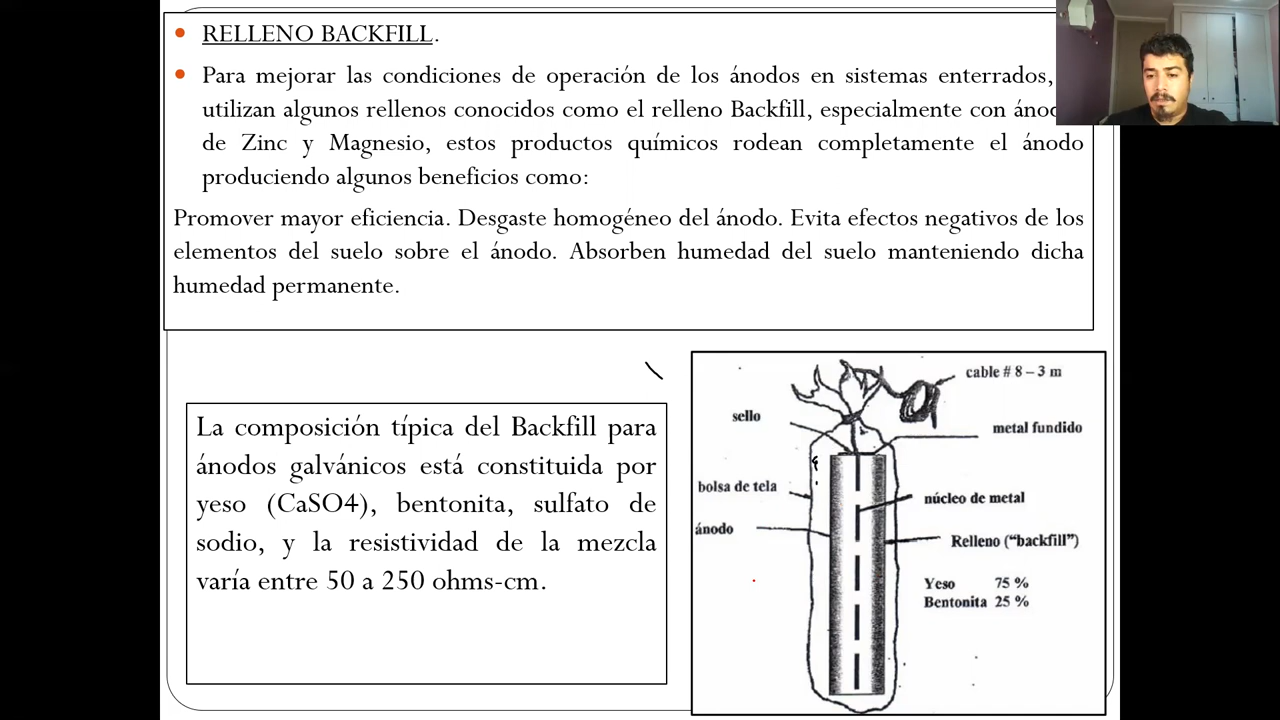 RELLENO BACKFILL.
Para mejorar las condiciones de operación de los ánodos en sistemas enterrados,
utilizan algunos rellenos conocidos como el relleno Backfill, especialmente con
de Zinc y Magnesio, estos productos químicos rodean completamente el ánodo
produciendo algunos beneficios como:
Promover mayor eficiencia. Desgaste homogéneo del ánodo. Evita efectos negativos de los
elementos del suelo sobre el ánodo. Absorben humedad del suelo manteniendo dicha
humedad permanente.
La composición típica del Backfill para
ánodos galvánicos está constituida por
yeso (CaSO4), bentonita, sulfato de
sodio, y la resistividad de la mezcla
varía entre 50 a 250 ohms-cm.
cable # 8 – 3 m
sello
metal fundido
bolsa de tela
núcleo de metal
ánodo
Relleno (“backfill”)
Yeso 75 %
Bentonita 25 %